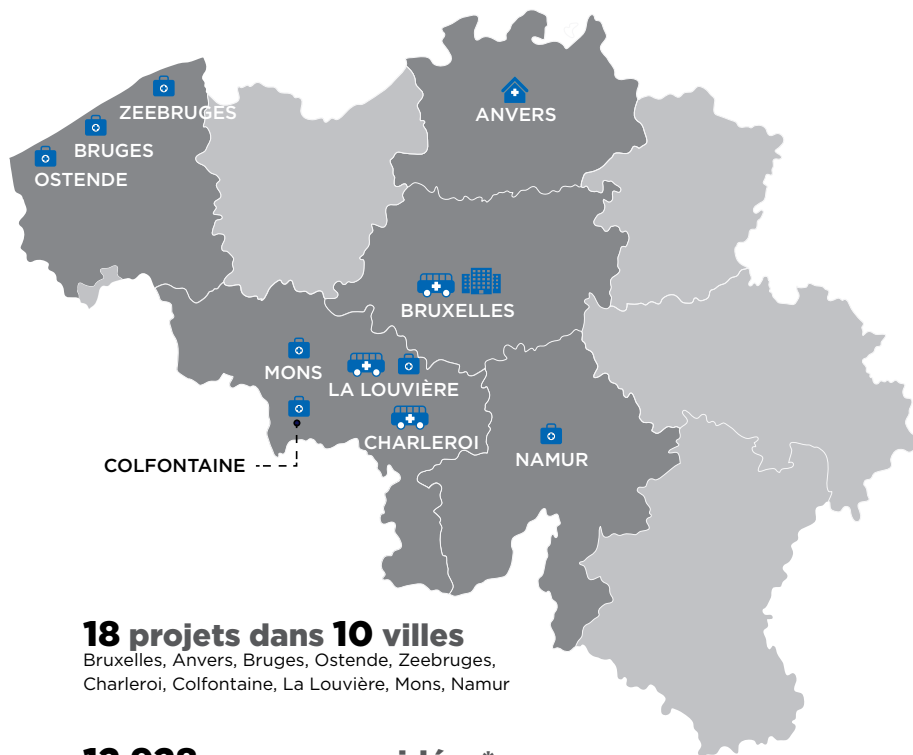 ZEEBRUGES
BRUGES
OSTENDE
ANVERS
BRUXELLES
MONS
LA LOUVIÈRE
CHARLEROI
COLFONTAINE
NAMUR
18 projets dans 10 villes
Bruxelles, Anvers, Bruges, Ostende, Zeebruges,
Charleroi, Colfontaine, La Louvière, Mons, Namur